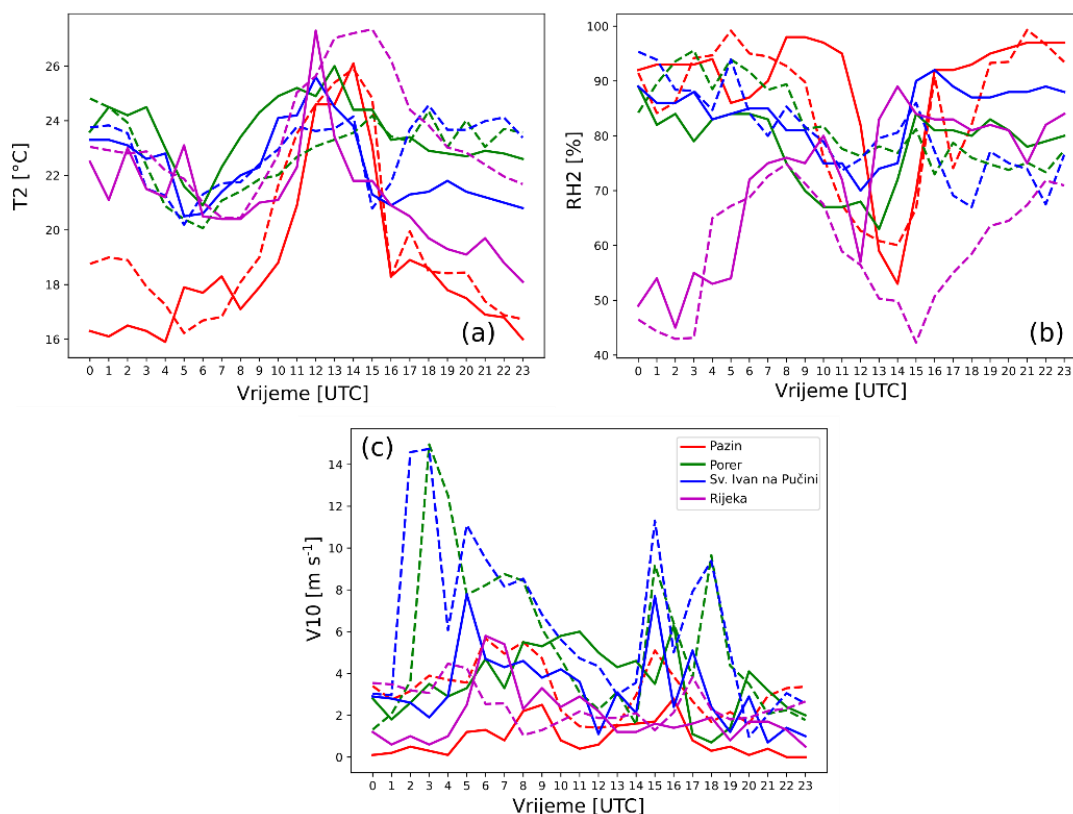 T2 [°C]
26
24
22
20
18
16
(a)
0 1 2 3 4 5 6 7 8 9 10 11 12 13 14 15 16 17 18 19 20 21 22 23
Vrijeme [UTC]
RH2 [%]
100
90
80
70
60
50
40
(b)
0 1 2 3 4 5 6 7 8 9 10 11 12 13 14 15 16 17 18 19 20 21 22 23
Vrijeme [UTC]
(c)
V10 [m s⁻¹]
14
12
10
8
6
4
2
0
Pazin
Porer
Sv. Ivan na Pučini
Rijeka
0 1 2 3 4 5 6 7 8 9 10 11 12 13 14 15 16 17 18 19 20 21 22 23
Vrijeme [UTC]